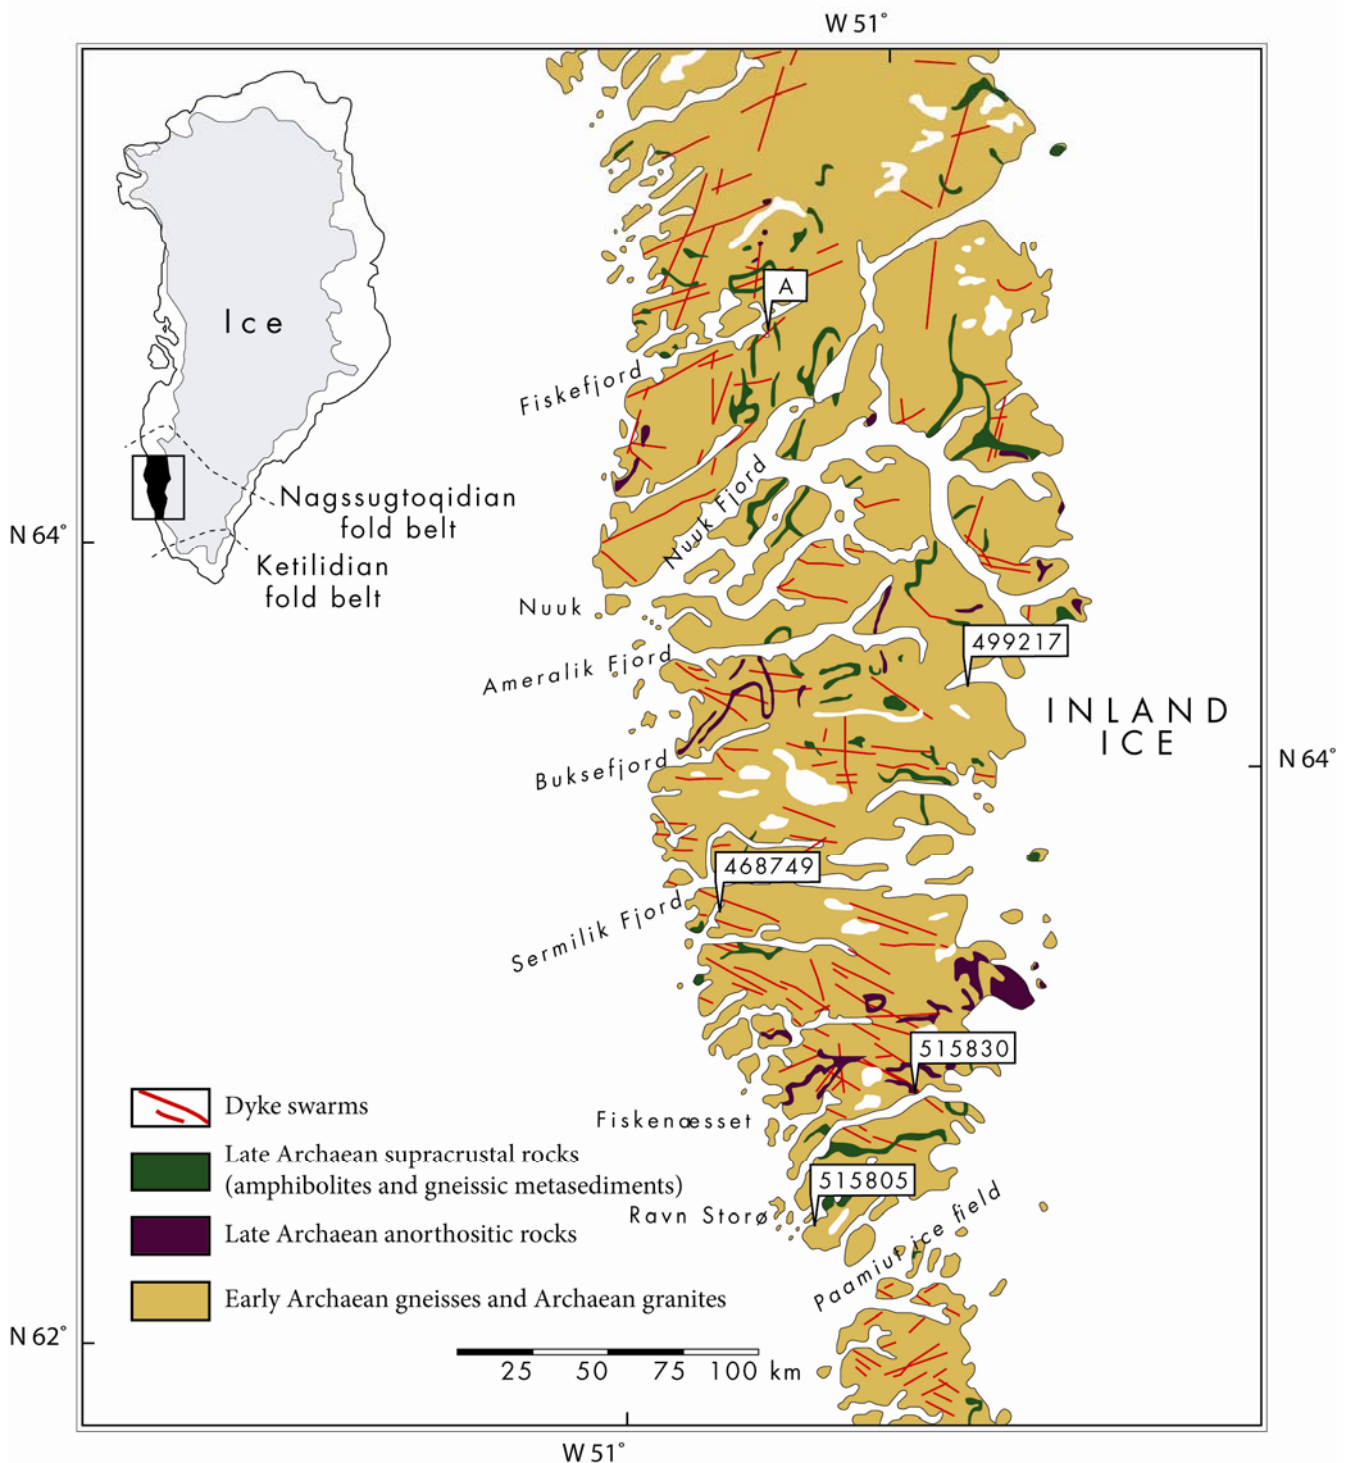 W 51°
Ice
Nagssugtoqidian
fold belt
Ketilidian
fold belt
N 64°
A
Fiskefjord
Nuuk Fjord
Nuuk
499217
Ameralik Fjord
INLAND
ICE
Buksefjord
N 64°
468749
Sermilik Fjord
515830
Fiskenæsset
515805
Ravn Storø
Paamiut ice field
Dyke swarms
Late Archaean supracrustal rocks
(amphibolites and gneissic metasediments)
Late Archaean anorthositic rocks
Early Archaean gneisses and Archaean granites
N 62°
25 50 75 100 km
W 51°